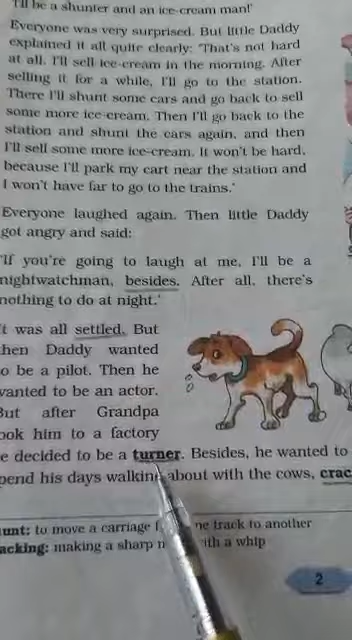 I'll be a shunter and an ice-cream man!'
Everyone was very surprised. But little Daddy
explained it all quite clearly: 'That's not hard
at all. I'll sell ice-cream in the morning. After
selling it for a while, I'll go to the station.
There I'll shunt some cars and go back to sell
some more ice-cream. Then I'll go back to the
station and shunt the cars again, and then
I'll sell some more ice-cream. It won't be hard,
because I'll park my cart near the station and
I won't have far to go to the trains.'
Everyone laughed again. Then little Daddy
got angry and said:
'If you're going to laugh at me, I'll be a
nightwatchman, besides. After all, there's
nothing to do at night.'
t was all settled. But
hen Daddy wanted
o be a pilot. Then he
wanted to be an actor.
But after Grandpa
ook him to a factory
e decided to be a turner. Besides, he wanted to
pend his days walking about with the cows, crac
unt: to move a carriage ne track to another
acking: making a sharp ith a whip
2